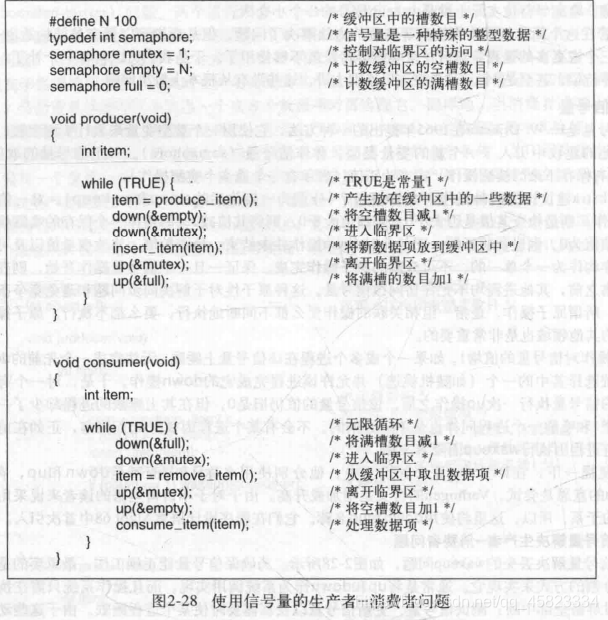 #define N 100 /* 缓冲区中的槽数目 */
typedef int semaphore; /* 信号量是一种特殊的整型数据 */
semaphore mutex = 1; /* 控制对临界区的访问 */
semaphore empty = N; /* 计数缓冲区的空槽数目 */
semaphore full = 0; /* 计数缓冲区的满槽数目 */
void producer(void)
{
int item;
while (TRUE) { /* TRUE是常量1 */
item = produce_item( ); /* 产生放在缓冲区中的一些数据 */
down(&empty); /* 将空槽数目减1 */
down(&mutex); /* 进入临界区 */
insert_item(item); /* 将新数据项放到缓冲区中 */
up(&mutex); /* 离开临界区 */
up(&full); /* 将满槽的数目加1 */
}
}
void consumer(void)
{
int item;
while (TRUE) { /* 无限循环 */
down(&full); /* 将满槽数目减1 */
down(&mutex); /* 进入临界区 */
item = remove_item( ); /* 从缓冲区中取出数据项 */
up(&mutex); /* 离开临界区 */
up(&empty); /* 将空槽数目加1 */
consume_item(item); /* 处理数据项 */
}
}
图2-28 使用信号量的生产者-消费者问题